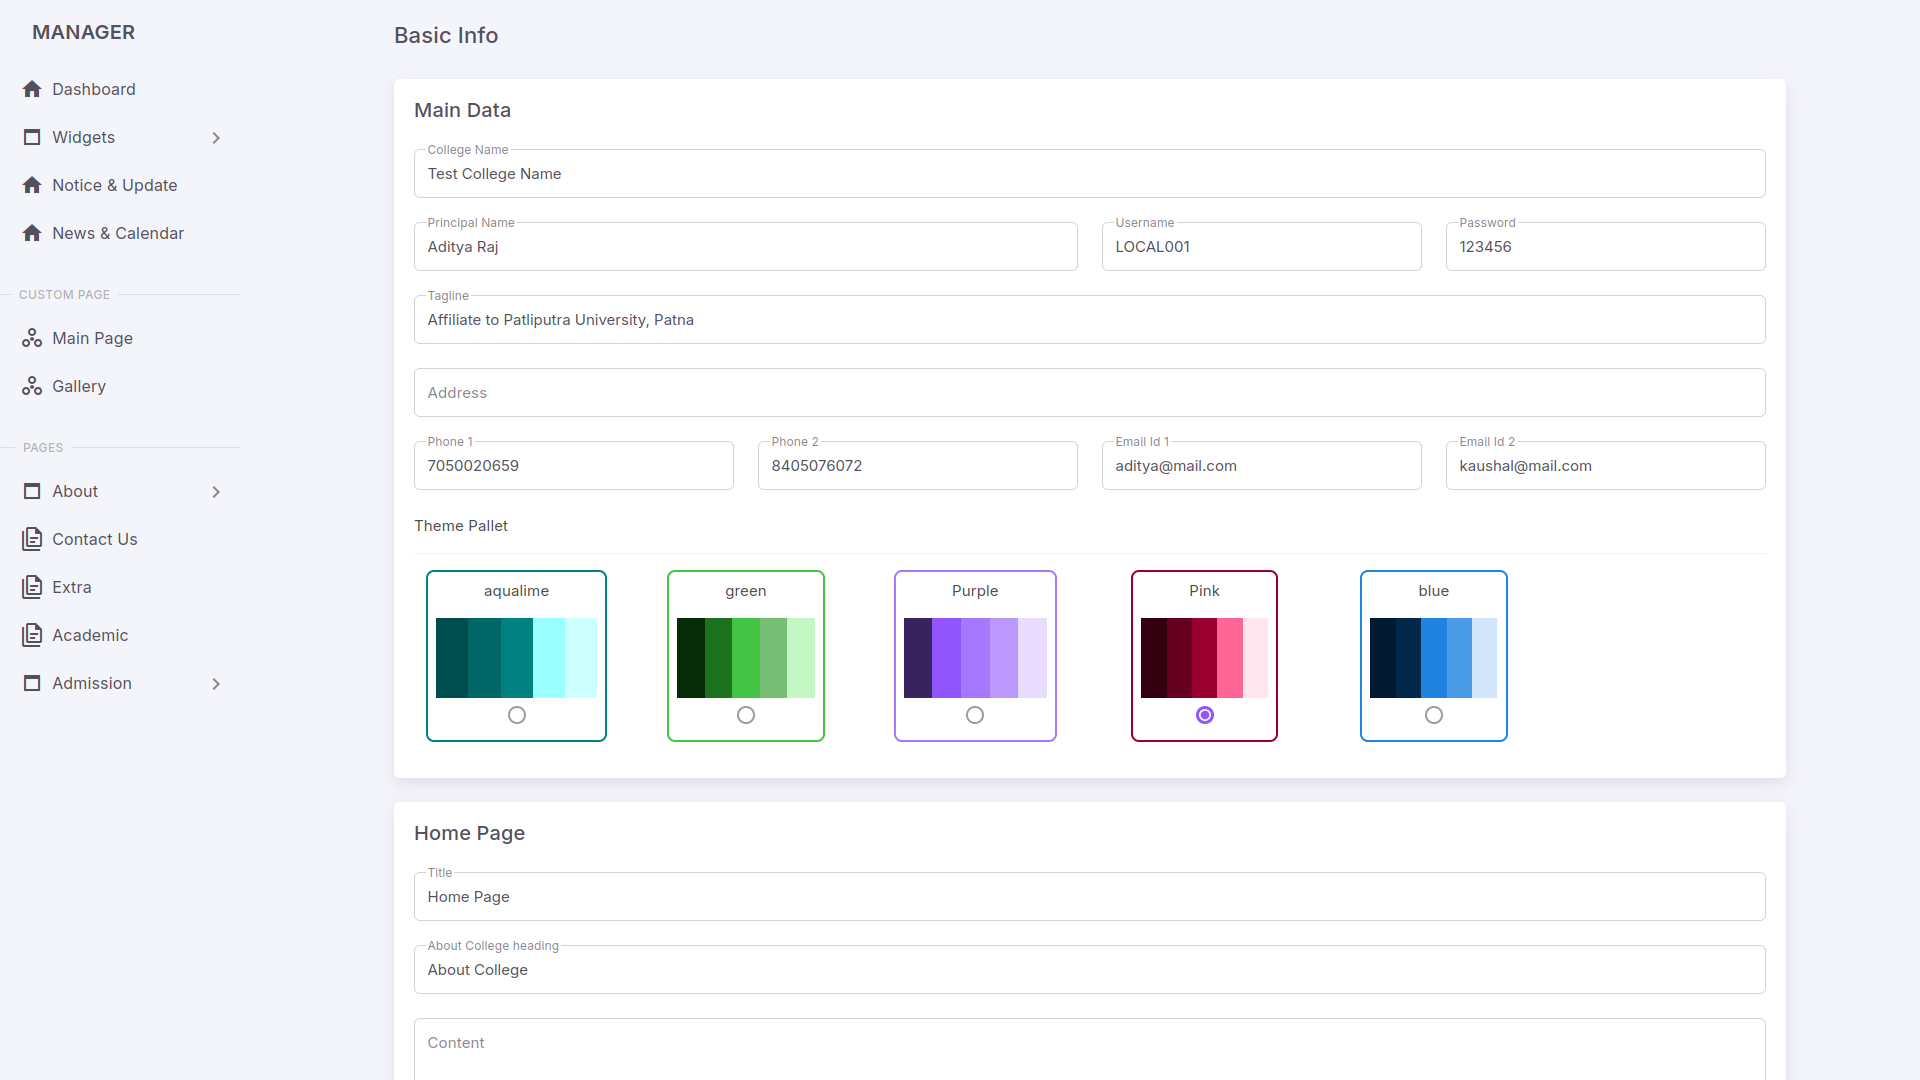 MANAGER
Dashboard
Widgets
Notice & Update
News & Calendar
CUSTOM PAGE
Main Page
Gallery
PAGES
About
Contact Us
Extra
Academic
Admission
Basic Info
Main Data
College Name
Test College Name
Principal Name
Aditya Raj
Username
LOCAL001
Password
123456
Tagline
Affiliate to Patliputra University, Patna
Address
Phone 1
7050020659
Phone 2
8405076072
Email Id 1
aditya@mail.com
Email Id 2
kaushal@mail.com
Theme Pallet
aqualime
green
Purple
Pink
blue
Home Page
Title
Home Page
About College heading
About College
Content